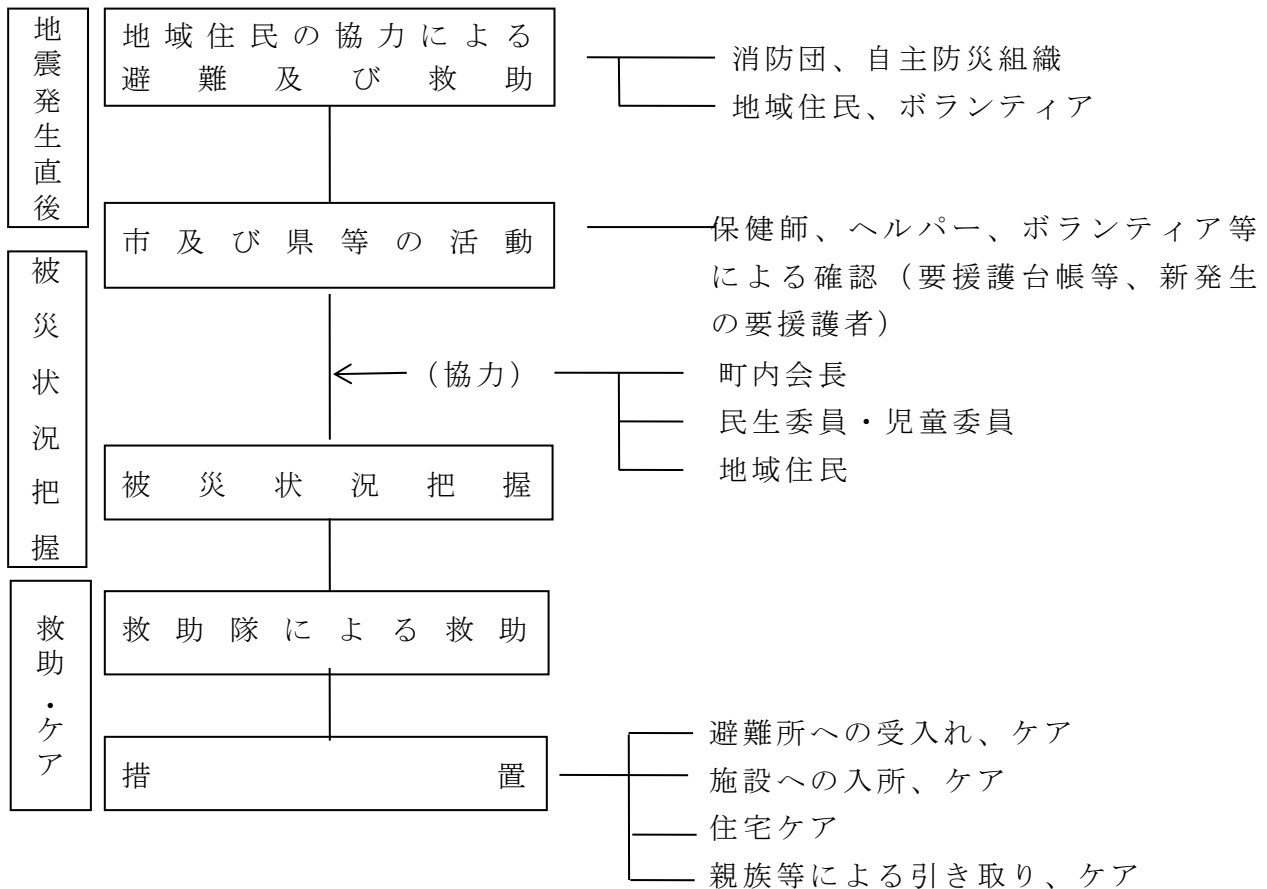 地震発生直後
地域住民の協力による
避難及び救助
消防団、自主防災組織
地域住民、ボランティア
市及び県等の活動
保健師、ヘルパー、ボランティア等
による確認（要援護台帳等、新発生
の要援護者）
被災状況把握
（協力）
町内会長
民生委員・児童委員
地域住民
被災状況把握
救助・ケア
救助隊による救助
措置
避難所への受入れ、ケア
施設への入所、ケア
住宅ケア
親族等による引き取り、ケア